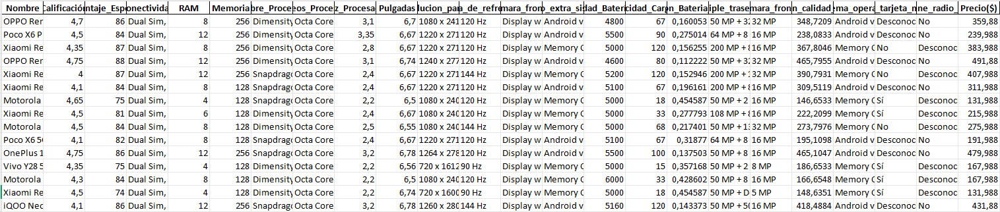 Nombre Calificación ntaje_Espe onectivida RAM Memoria bre_Proce eos_Proce z_Procesa Pulgadas lucion_pa a_de_refre mara_fron o_extra_si dad_Bater cidad_Carg n_Bateria iple_trase mara_fron n_calidad_ ema_opera _tarjeta_n ne_radio_ Precio($)
OPPO Rer 4,7 86 Dual Sim, 8 256 Dimensity Octa Core 3,1 6,7 1080 x 241 120 Hz Display w Android v 4800 67 0,160053 50 MP + 32 32 MP 348,7209 Android v Desconoc No 359,88
Poco X6 P 4,5 84 Dual Sim, 12 256 Dimensity Octa Core 3,35 6,67 1220 x 271 120 Hz Display w Android v 5500 90 0,275014 64 MP + 8 16 MP 238,0833 Android v Desconoc No 239,988
Xiaomi Re 4,35 87 Dual Sim, 8 256 Dimensity Octa Core 2,8 6,67 1220 x 271 120 Hz Display w Memory C 5000 120 0,156255 200 MP + 8 16 MP 367,8046 Memory C No Desconoc 383,988
OPPO Rer 4,75 88 Dual Sim, 12 256 Dimensity Octa Core 3,1 6,74 1240 x 277 120 Hz Display w Android v 4600 80 0,112222 50 MP + 32 32 MP 465,7955 Android v Desconoc No 491,88
Xiaomi Re 4 87 Dual Sim, 12 256 Snapdrago Octa Core 2,4 6,67 1220 x 271 144 Hz Display w Memory C 5200 120 0,152946 200 MP + 1 32 MP 390,7931 Memory C No Desconoc 407,988
Xiaomi Re 4,1 84 Dual Sim, 8 128 Snapdrago Octa Core 2,4 6,67 1220 x 271 120 Hz Display w Android v 5100 67 0,196161 200 MP + 8 16 MP 309,5119 Android v Desconoc No 311,988
Motorola 4,65 75 Dual Sim, 4 128 Snapdrago Octa Core 2,2 6,5 1080 x 240 120 Hz Display w Memory C 5000 18 0,454587 50 MP + 2 16 MP 146,6533 Memory C Sí Desconoc 131,988
Xiaomi Re 4,5 81 Dual Sim, 6 128 Snapdrago Octa Core 2,4 6,67 1080 x 240 120 Hz Display w Memory C 5000 33 0,277793 108 MP + 8 16 MP 222,2099 Memory C Sí Desconoc 215,988
Motorola 4,5 84 Dual Sim, 8 128 Dimensity Octa Core 2,5 6,55 1080 x 240 144 Hz Display w Memory C 5000 68 0,217401 50 MP + 13 32 MP 273,7976 Memory C No Desconoc 275,988
Poco X6 5G 4,1 82 Dual Sim, 8 128 Snapdrago Octa Core 2,4 6,67 1220 x 271 120 Hz Display w Android v 5100 67 0,31877 64 MP + 8 16 MP 195,1098 Android v Desconoc No 191,988
OnePlus 1 4,75 86 Dual Sim, 12 256 Snapdrago Octa Core 3,2 6,78 1264 x 278 120 Hz Display w Android v 5500 100 0,137503 50 MP + 8 16 MP 465,1047 Android v Desconoc No 479,988
Vivo Y28 5 4,35 75 Dual Sim, 4 128 Dimensity Octa Core 2,2 6,56 720 x 1612 90 Hz Display w Memory C 5000 15 0,357168 50 MP + 2 8 MP 186,6533 Memory C Sí Desconoc 167,988
Motorola 4,3 84 Dual Sim, 8 128 Dimensity Octa Core 2,2 6,5 1080 x 240 120 Hz Display w Memory C 6000 33 0,428602 50 MP + 8 16 MP 166,6548 Memory C Sí Desconoc 167,988
Xiaomi Re 4,5 74 Dual Sim, 4 128 Dimensity Octa Core 2,2 6,74 720 x 1600 90 Hz Display w Memory C 5000 18 0,454587 50 MP + D 5 MP 148,6351 Memory C Sí Desconoc 131,988
iQOO Neo 4,1 86 Dual Sim, 12 256 Dimensity Octa Core 3,2 6,78 1260 x 280 144 Hz Display w Android v 5160 120 0,143373 50 MP + 50 16 MP 418,4884 Android v Desconoc No 431,88